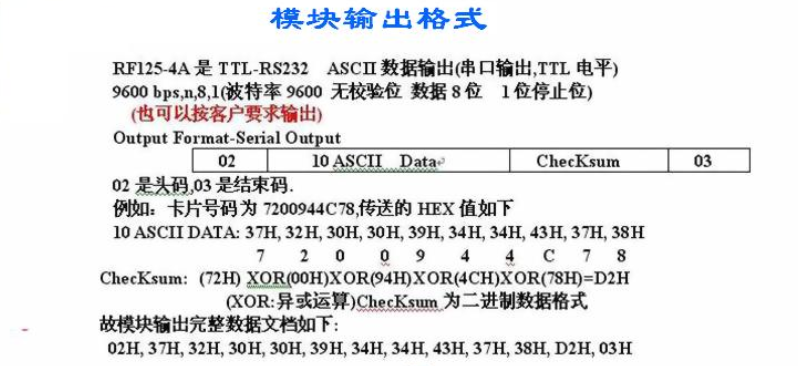 模块输出格式
RF125-4A 是 TTL-RS232 ASCII 数据输出(串口输出,TTL 电平)
9600 bps,n,8,1(波特率 9600 无校验位 数据 8 位 1 位停止位)
(也可以按客户要求输出)
Output Format-Serial Output
02 10 ASCII Data ChecKsum 03
02 是头码,03 是结束码.
例如：卡片号码为 7200944C78,传送的 HEX 值如下
10 ASCII DATA: 37H, 32H, 30H, 30H, 39H, 34H, 34H, 43H, 37H, 38H
7 2 0 0 9 4 4 C 7 8
ChecKsum: (72H) XOR(00H)XOR(94H)XOR(4CH)XOR(78H)=D2H
(XOR:异或运算)ChecKsum 为二进制数据格式
故模块输出完整数据文档如下:
02H, 37H, 32H, 30H, 30H, 39H, 34H, 34H, 43H, 37H, 38H, D2H, 03H